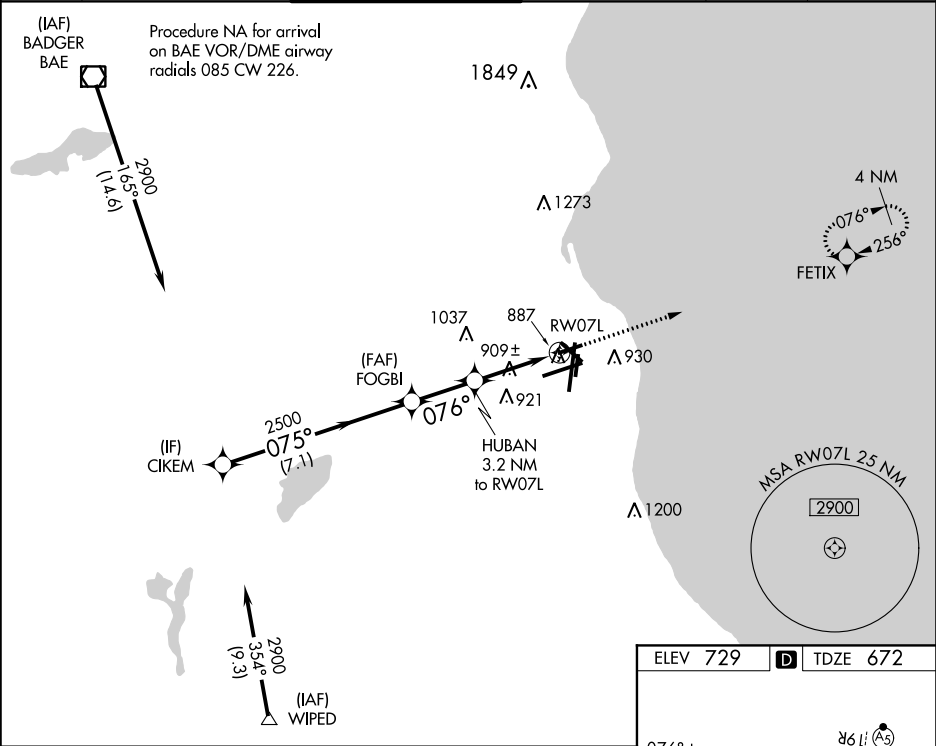 (IAF)
BADGER
BAE
Procedure NA for arrival
on BAE VOR/DME airway
radials 085 CW 226.
1849
2900
165°
(14.6)
1273
4 NM
076°
256°
FETIX
1037
887
RW07L
909±
930
(FAF)
FOGBI
921
076°
2500
075°
(7.1)
(IF)
CIKEM
HUBAN
3.2 NM
to RW07L
MSA RW07L 25 NM
2900
1200
2900
354°
(9.3)
(IAF)
WIPED
ELEV 729 D TDZE 672
19R
A5